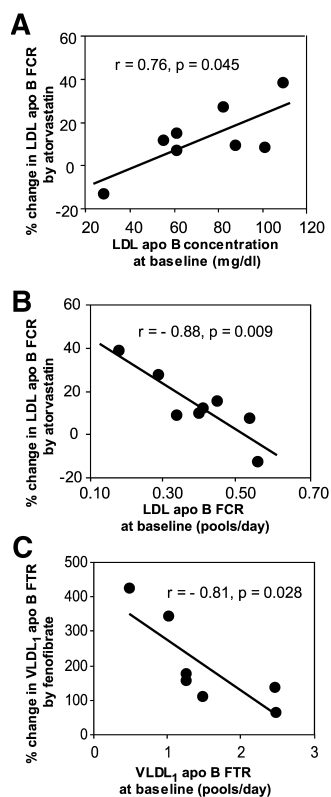 A
% change in LDL apo B FCR
by atorvastatin
60
40
20
0
-20
r = 0.76, p = 0.045
20 40 60 80 100 120
LDL apo B concentration
at baseline (mg/dl)
B
% change in LDL apo B FCR
by atorvastatin
60
40
20
0
-20
r = - 0.88, p = 0.009
0.10 0.30 0.50 0.70
LDL apo B FCR
at baseline (pools/day)
C
% change in VLDL₁ apo B FTR
by fenofibrate
500
400
300
200
100
0
r = - 0.81, p = 0.028
0 1 2 3
VLDL₁ apo B FTR
at baseline (pools/day)